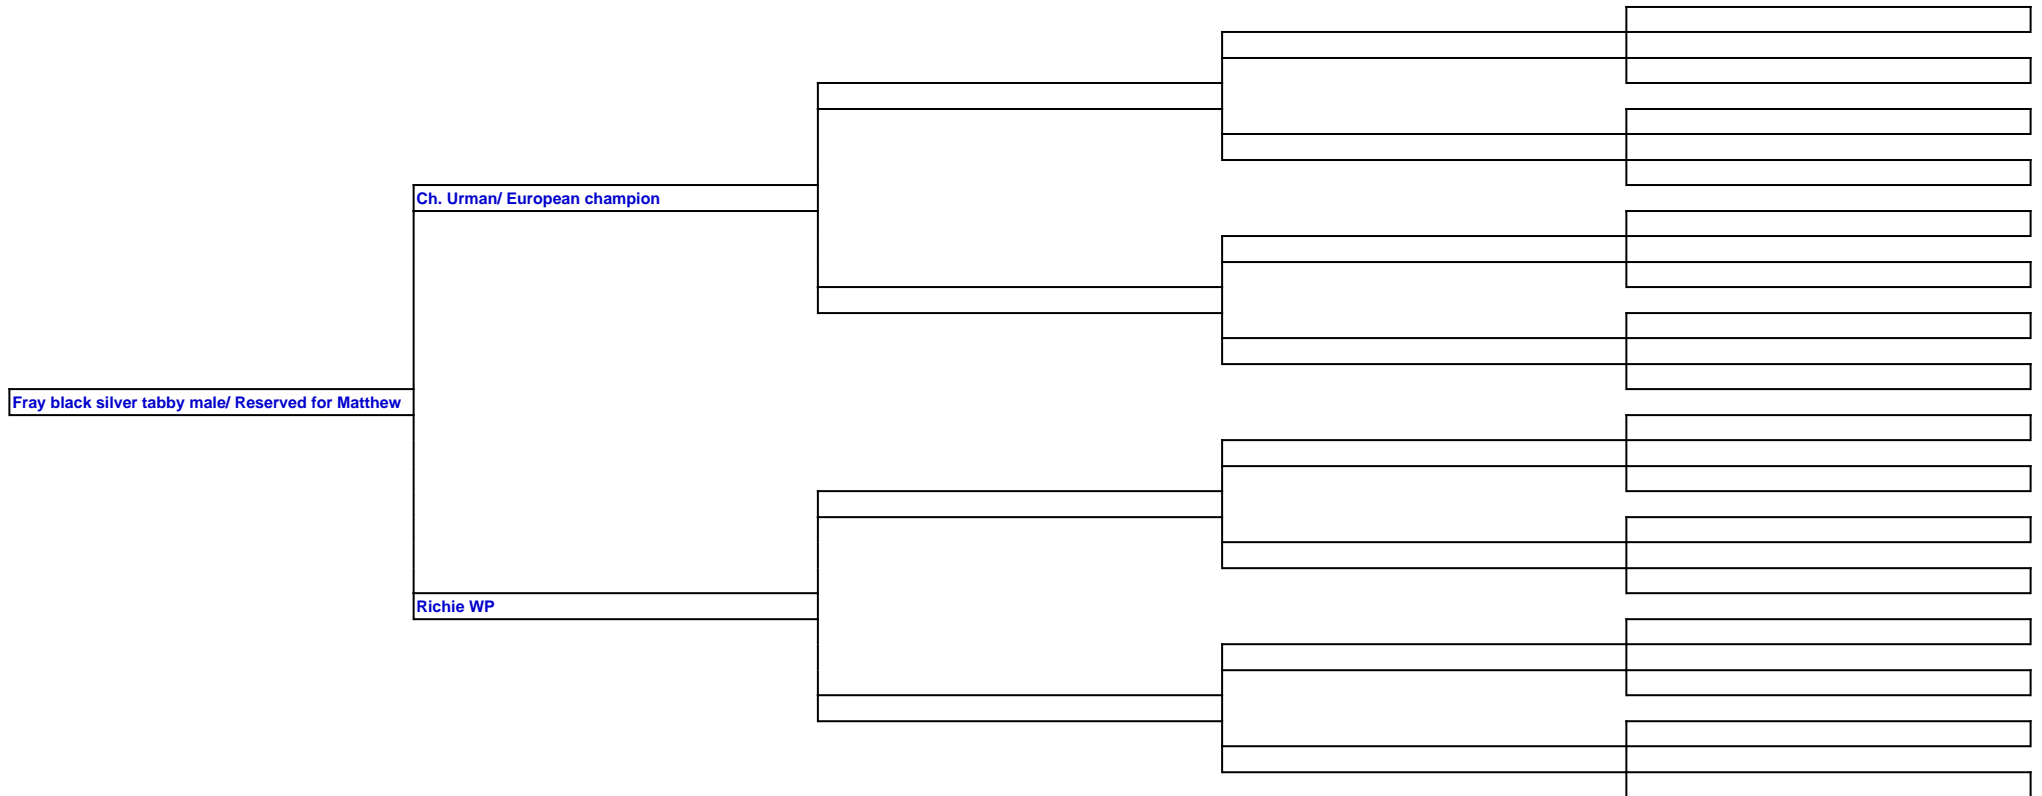 Ch. Urman/ European champion
Fray black silver tabby male/ Reserved for Matthew
Richie WP